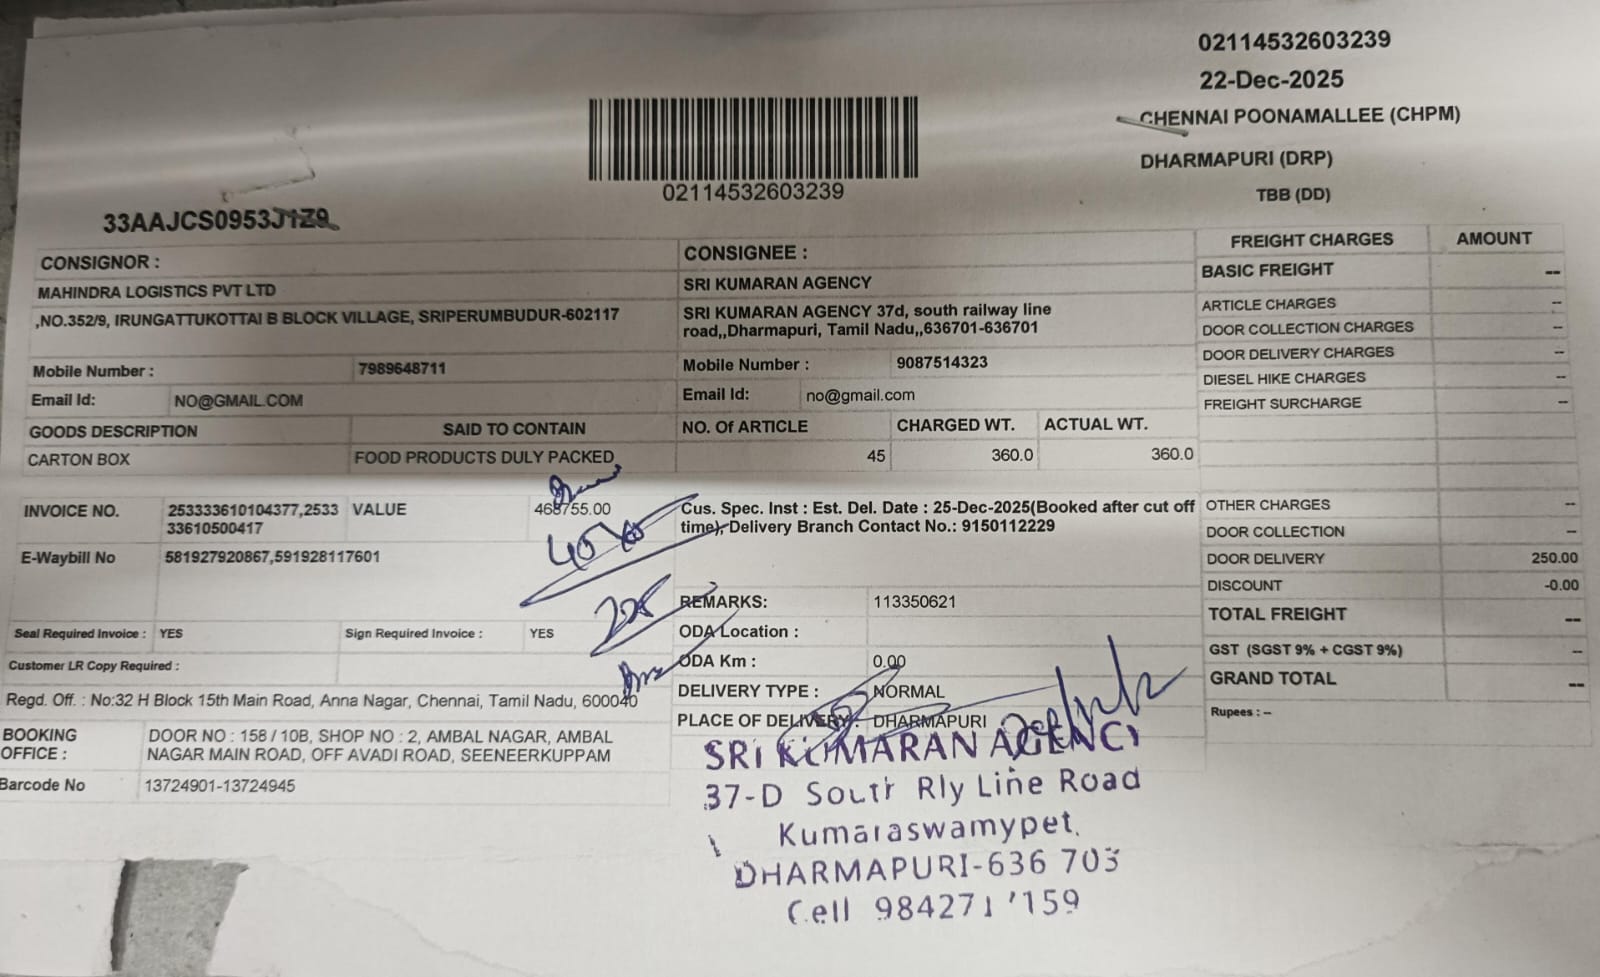 02114532603239
22-Dec-2025
CHENNAI POONAMALLEE (CHPM)
DHARMAPURI (DRP)
TBB (DD)
02114532603239
33AAJCS0953J1Z9
CONSIGNOR :
MAHINDRA LOGISTICS PVT LTD
,NO.352/9, IRUNGATTUKOTTAI B BLOCK VILLAGE, SRIPERUMBUDUR-602117
Mobile Number : 7989648711
Email Id: NO@GMAIL.COM
GOODS DESCRIPTION SAID TO CONTAIN
CARTON BOX FOOD PRODUCTS DULY PACKED
CONSIGNEE :
SRI KUMARAN AGENCY
SRI KUMARAN AGENCY 37d, south railway line
road,,Dharmapuri, Tamil Nadu,,636701-636701
Mobile Number : 9087514323
Email Id: no@gmail.com
NO. Of ARTICLE CHARGED WT. ACTUAL WT.
45 360.0 360.0
FREIGHT CHARGES AMOUNT
BASIC FREIGHT --
ARTICLE CHARGES --
DOOR COLLECTION CHARGES --
DOOR DELIVERY CHARGES --
DIESEL HIKE CHARGES --
FREIGHT SURCHARGE --
INVOICE NO. 253333610104377,2533
33610500417
VALUE 468755.00
E-Waybill No 581927920867,591928117601
Seal Required Invoice : YES Sign Required Invoice : YES
Customer LR Copy Required :
Regd. Off. : No:32 H Block 15th Main Road, Anna Nagar, Chennai, Tamil Nadu, 600040
BOOKING
OFFICE :
DOOR NO : 158 / 10B, SHOP NO : 2, AMBAL NAGAR, AMBAL
NAGAR MAIN ROAD, OFF AVADI ROAD, SEENEERKUPPAM
Barcode No 13724901-13724945
Cus. Spec. Inst : Est. Del. Date : 25-Dec-2025(Booked after cut off
time), Delivery Branch Contact No.: 9150112229
REMARKS: 113350621
ODA Location :
ODA Km : 0.00
DELIVERY TYPE : NORMAL
PLACE OF DELIVERY : DHARMAPURI
OTHER CHARGES --
DOOR COLLECTION --
DOOR DELIVERY 250.00
DISCOUNT -0.00
TOTAL FREIGHT --
GST (SGST 9% + CGST 9%) --
GRAND TOTAL --
Rupees : --
225
SRI KUMARAN AGENCY
37-D South Rly Line Road
Kumaraswamypet,
DHARMAPURI-636 703
Cell